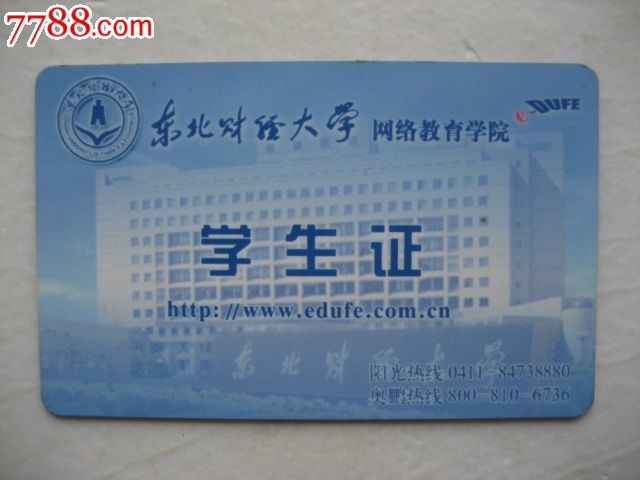 7788.com
东北财经大学 网络教育学院
e DUFE
学生证
http://www.edufe.com.cn
东北财经大学
阳光热线 0411-84738880
奥鹏热线 800-810-6736